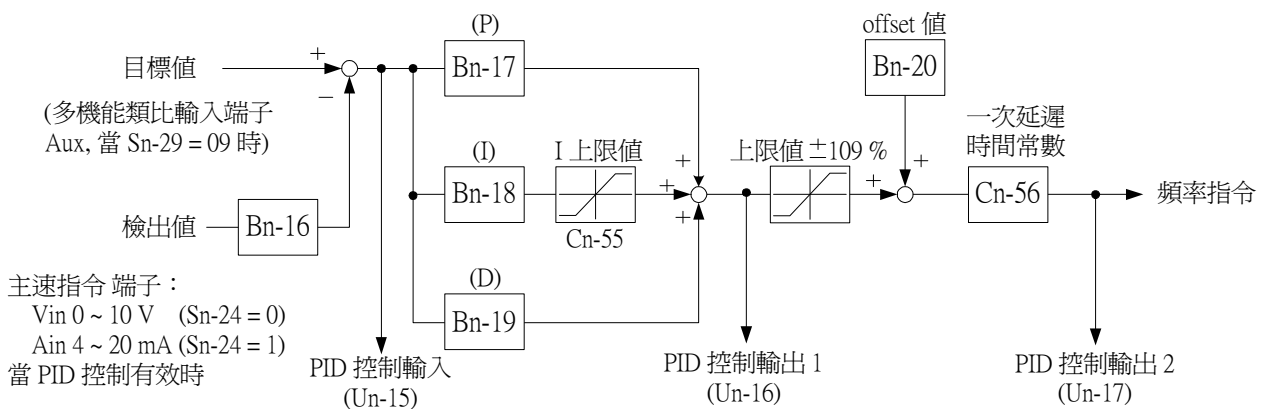 (P)
offset 值
目標值
+
−
Bn-17
Bn-20
(多機能類比輸入端子
Aux, 當 Sn-29 = 09 時)
一次延遲
時間常數
(I)
I 上限值
+
上限值 ±109 %
+
Bn-18
+
+
Cn-56
頻率指令
檢出值
Bn-16
+
Cn-55
(D)
主速指令 端子：
Vin 0 ~ 10 V (Sn-24 = 0)
Bn-19
Ain 4 ~ 20 mA (Sn-24 = 1)
當 PID 控制有效時
PID 控制輸入
(Un-15)
PID 控制輸出 1
(Un-16)
PID 控制輸出 2
(Un-17)